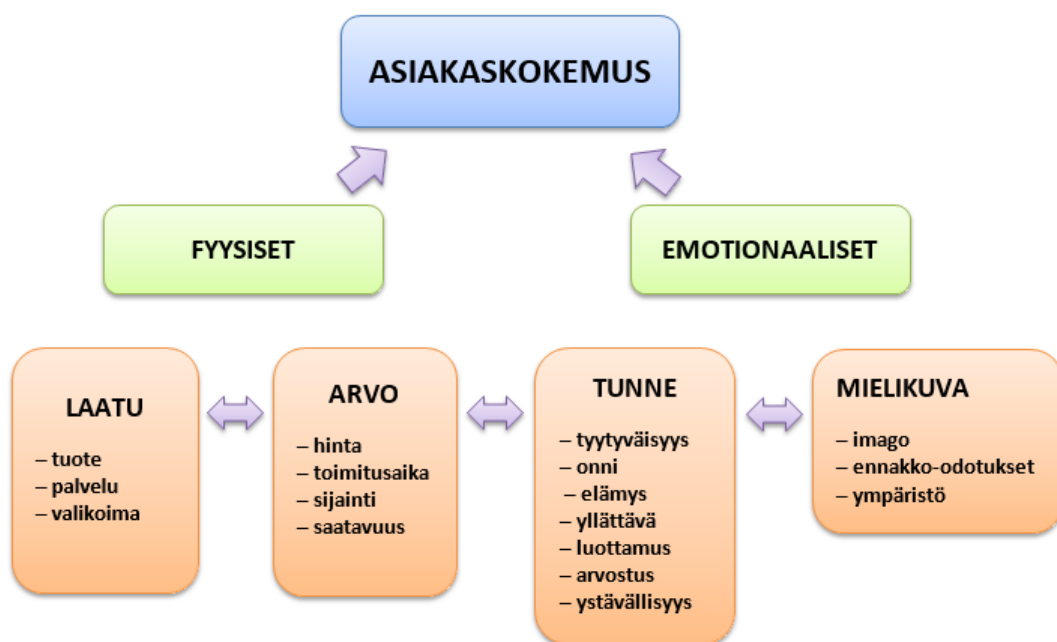 ASIAKASKOKEMUS
FYYSISET
EMOTIONAALISET
LAATU
– tuote
– palvelu
– valikoima
ARVO
– hinta
– toimitusaika
– sijainti
– saatavuus
TUNNE
– tyytyväisyys
– onni
– elämys
– yllättävä
– luottamus
– arvostus
– ystävällisyys
MIELIKUVA
– imago
– ennakko-odotukset
– ympäristö